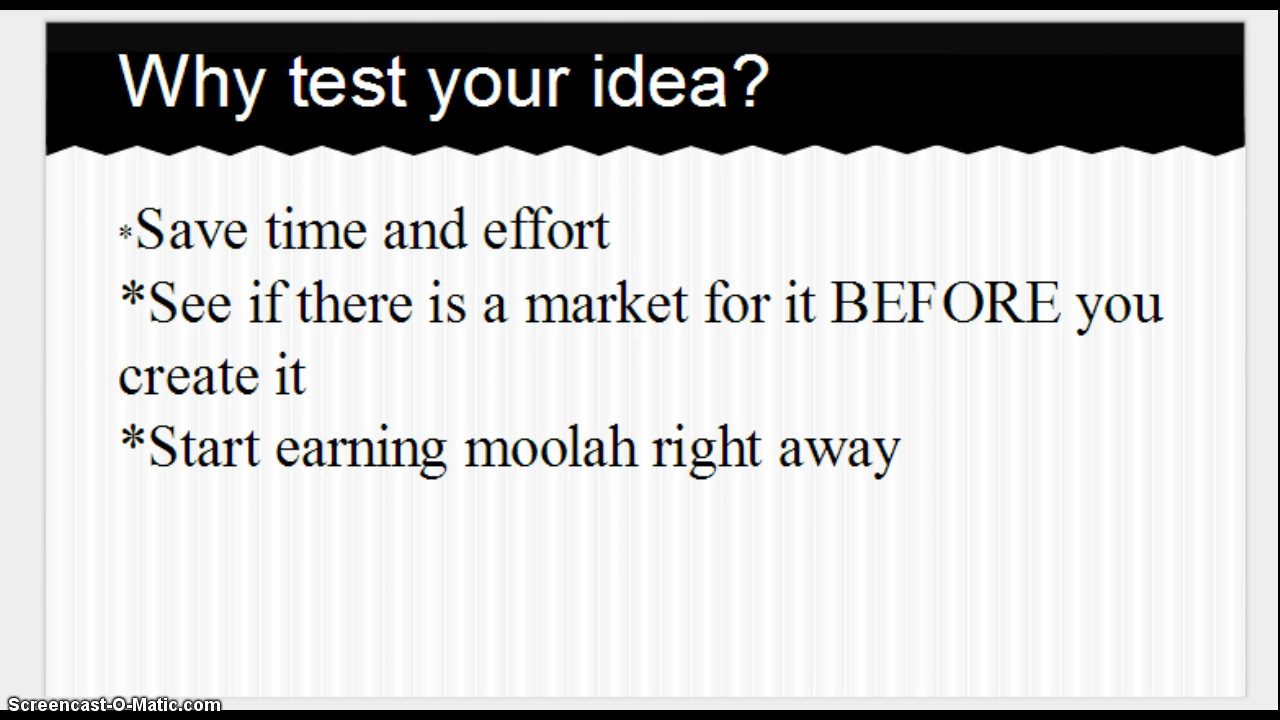 Why test your idea?
*Save time and effort
*See if there is a market for it BEFORE you
create it
*Start earning moolah right away
Screencast-O-Matic.com